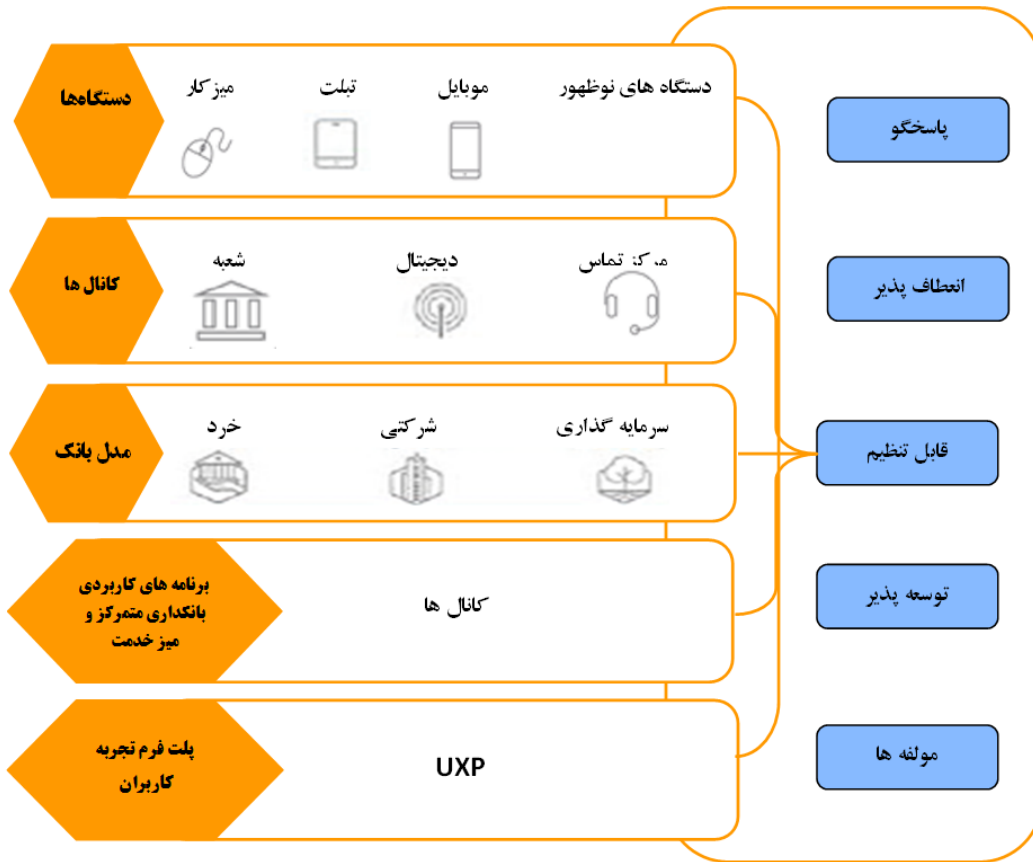 دستگاه‌ها
میز کار
تبلت
موبایل
دستگاه های نوظهور
کانال ها
شعبه
دیجیتال
مرکز تماس
مدل بانک
خرد
شرکتی
سرمایه گذاری
برنامه های کاربردی
بانکداری متمرکز و
میز خدمت
کانال ها
پلت فرم تجربه
کاربران
UXP
پاسخگو
انعطاف پذیر
قابل تنظیم
توسعه پذیر
مولفه ها